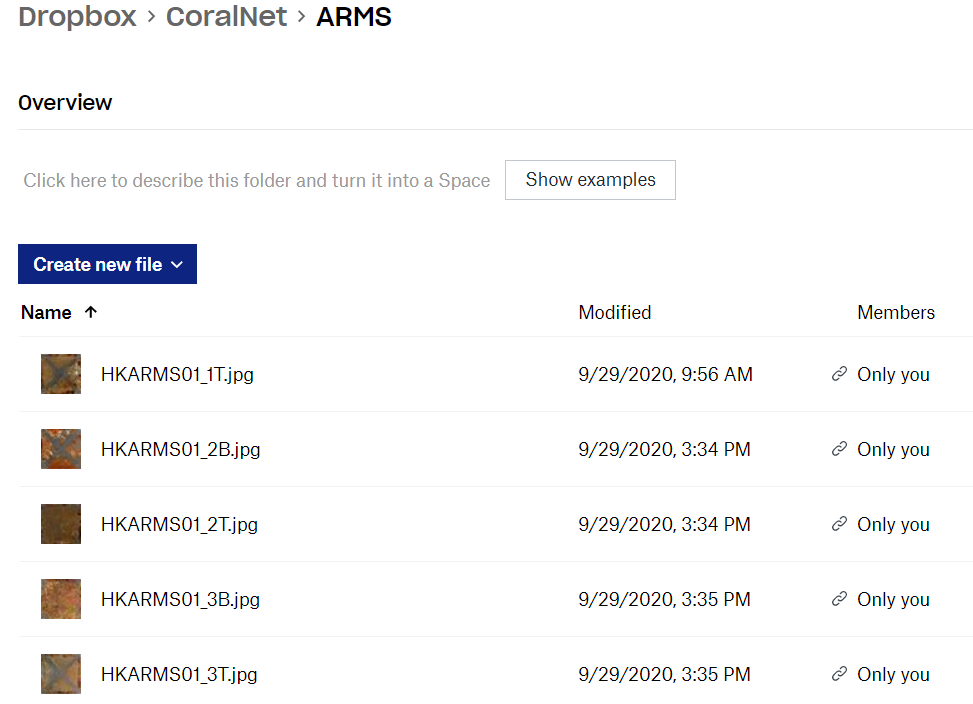 Dropbox › CoralNet › ARMS
Overview
Click here to describe this folder and turn it into a Space Show examples
Create new file
Name ↑ Modified Members
HKARMS01_1T.jpg 9/29/2020, 9:56 AM Only you
HKARMS01_2B.jpg 9/29/2020, 3:34 PM Only you
HKARMS01_2T.jpg 9/29/2020, 3:34 PM Only you
HKARMS01_3B.jpg 9/29/2020, 3:35 PM Only you
HKARMS01_3T.jpg 9/29/2020, 3:35 PM Only you